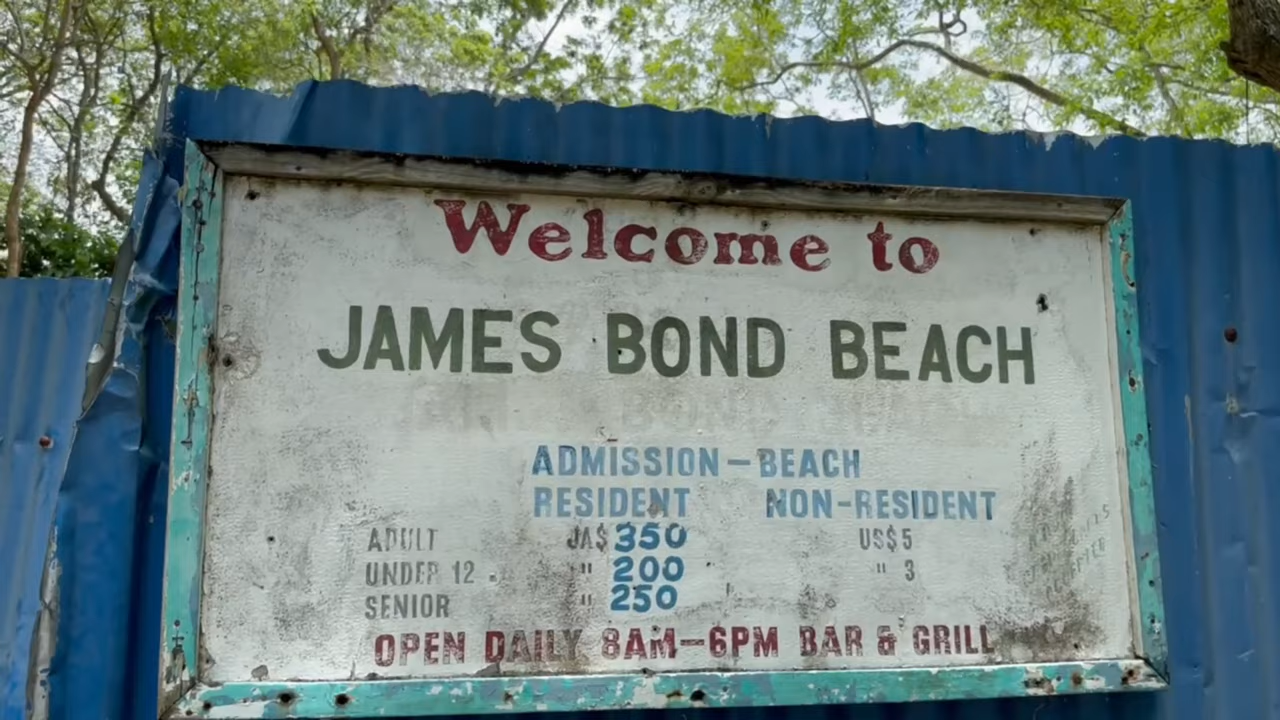 Welcome to
JAMES BOND BEACH
ADMISSION – BEACH
RESIDENT NON-RESIDENT
ADULT JA$ 350 US$ 5
UNDER 12 " 200 " 3
SENIOR " 250
OPEN DAILY 8AM–6PM BAR & GRILL